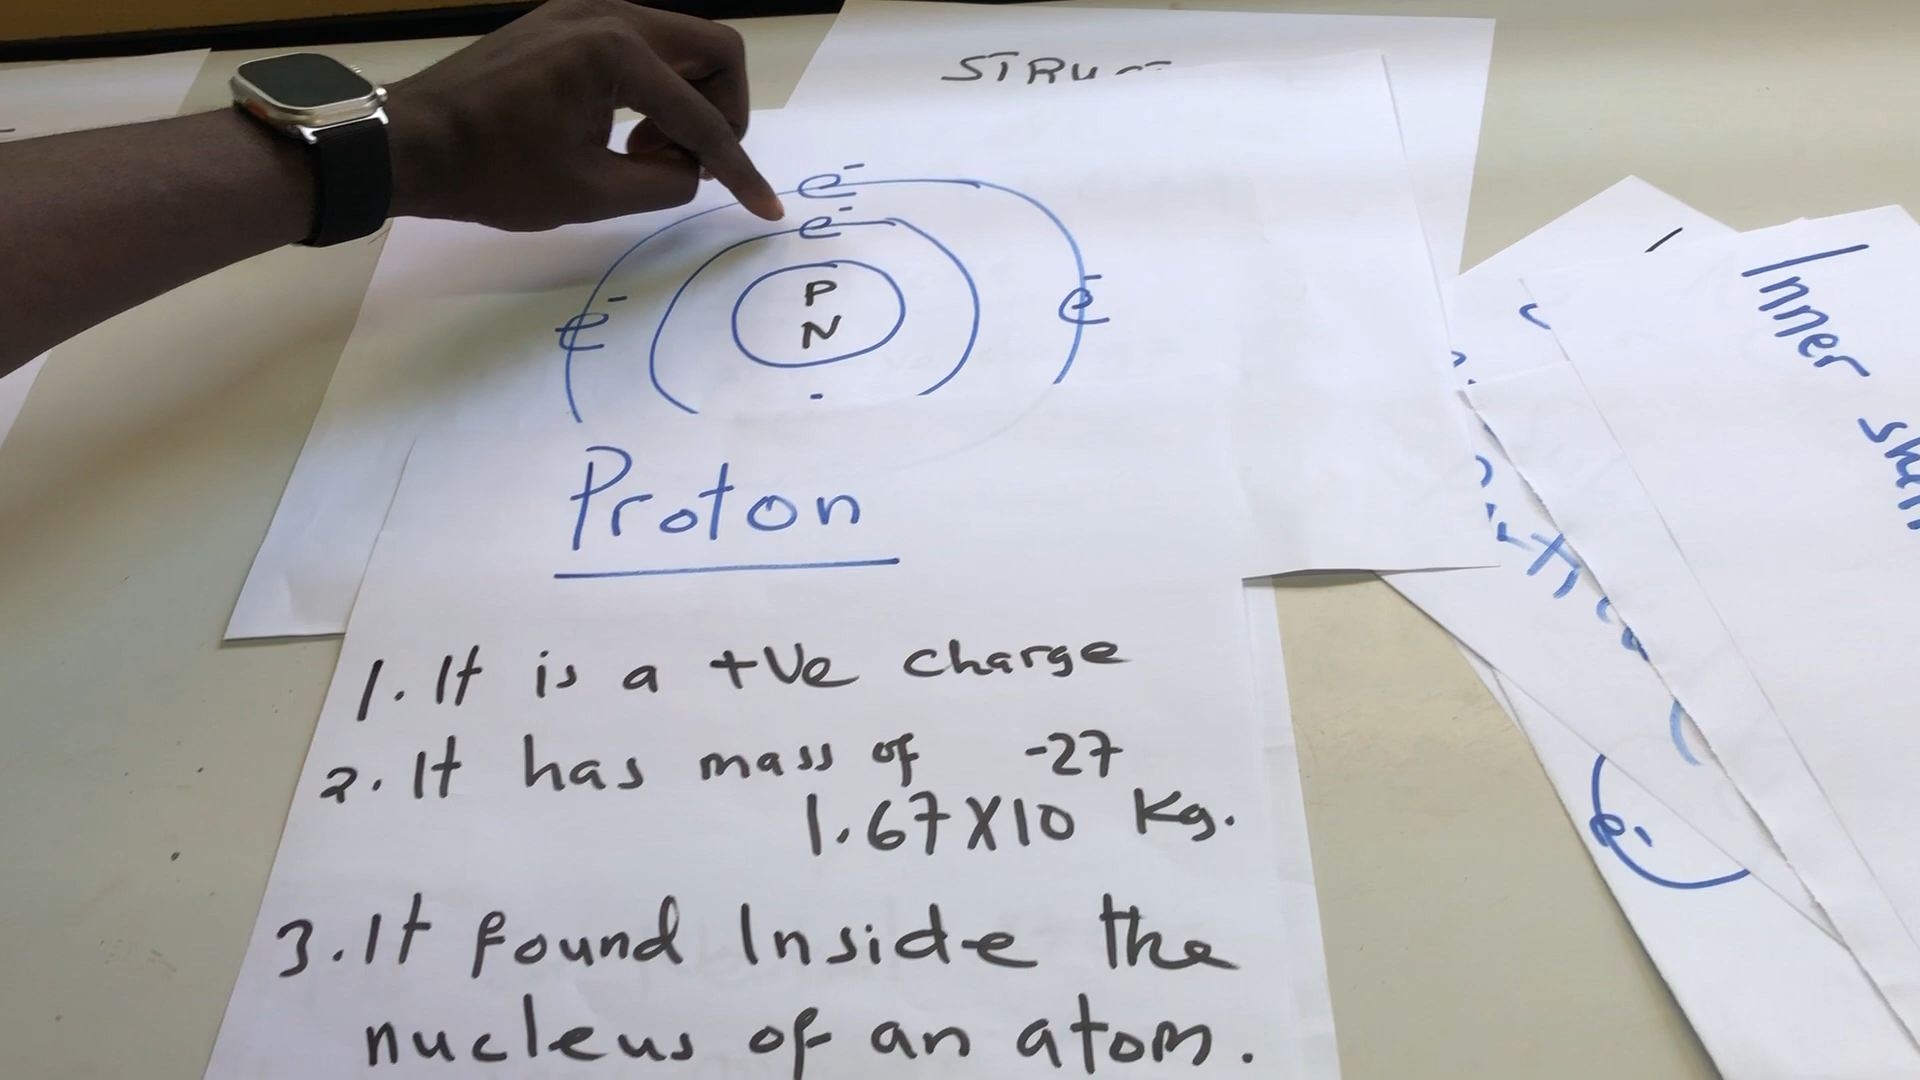 e⁻
e⁻
e⁻
e⁻
P
N
Proton
1. It is a +ve charge
2. It has mass of -27
1.67X10 Kg.
3. It found Inside the
nucleus of an atom.
Inner
e⁻